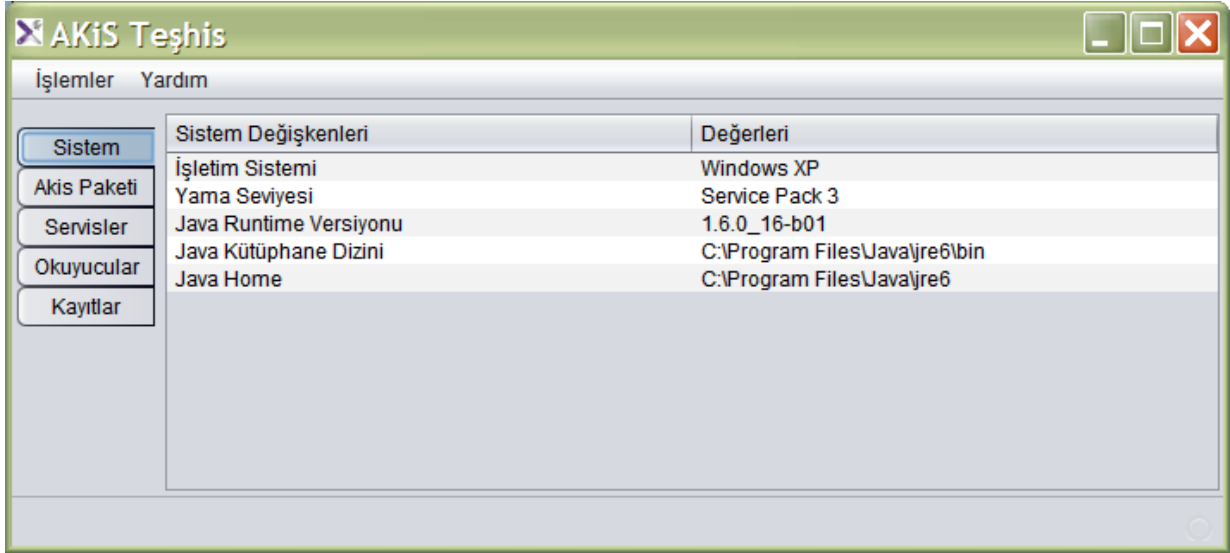 AKiS Teşhis
İşlemler Yardım
Sistem
Akis Paketi
Servisler
Okuyucular
Kayıtlar
Sistem Değişkenleri Değerleri
İşletim Sistemi Windows XP
Yama Seviyesi Service Pack 3
Java Runtime Versiyonu 1.6.0_16-b01
Java Kütüphane Dizini C:\Program Files\Java\jre6\bin
Java Home C:\Program Files\Java\jre6